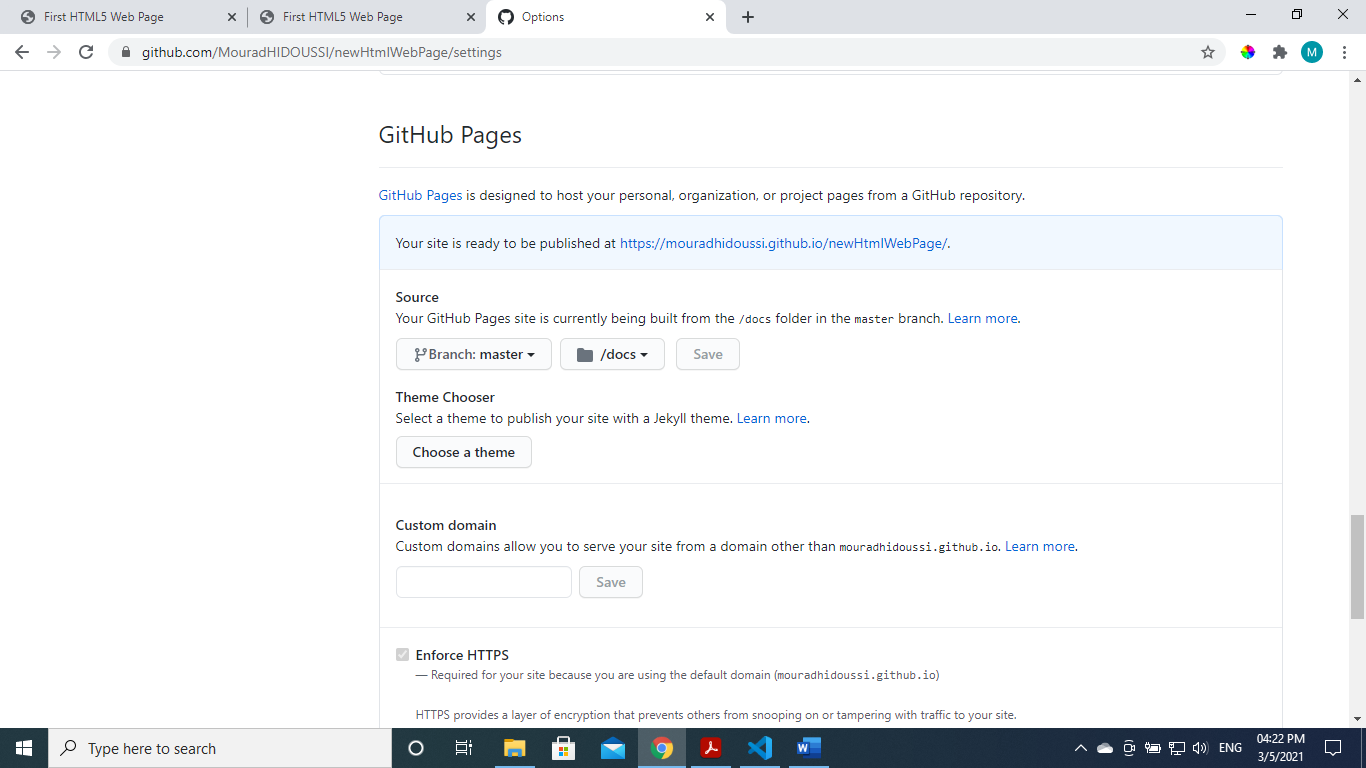 First HTML5 Web Page
First HTML5 Web Page
Options
github.com/MouradHIDOUSSI/newHtmlWebPage/settings
M
GitHub Pages
GitHub Pages is designed to host your personal, organization, or project pages from a GitHub repository.
Your site is ready to be published at https://mouradhidoussi.github.io/newHtmlWebPage/.
Source
Your GitHub Pages site is currently being built from the /docs folder in the master branch. Learn more.
Branch: master /docs Save
Theme Chooser
Select a theme to publish your site with a Jekyll theme. Learn more.
Choose a theme
Custom domain
Custom domains allow you to serve your site from a domain other than mouradhidoussi.github.io. Learn more.
Save
Enforce HTTPS
— Required for your site because you are using the default domain (mouradhidoussi.github.io)
HTTPS provides a layer of encryption that prevents others from snooping on or tampering with traffic to your site.
Type here to search
ENG
04:22 PM
3/5/2021